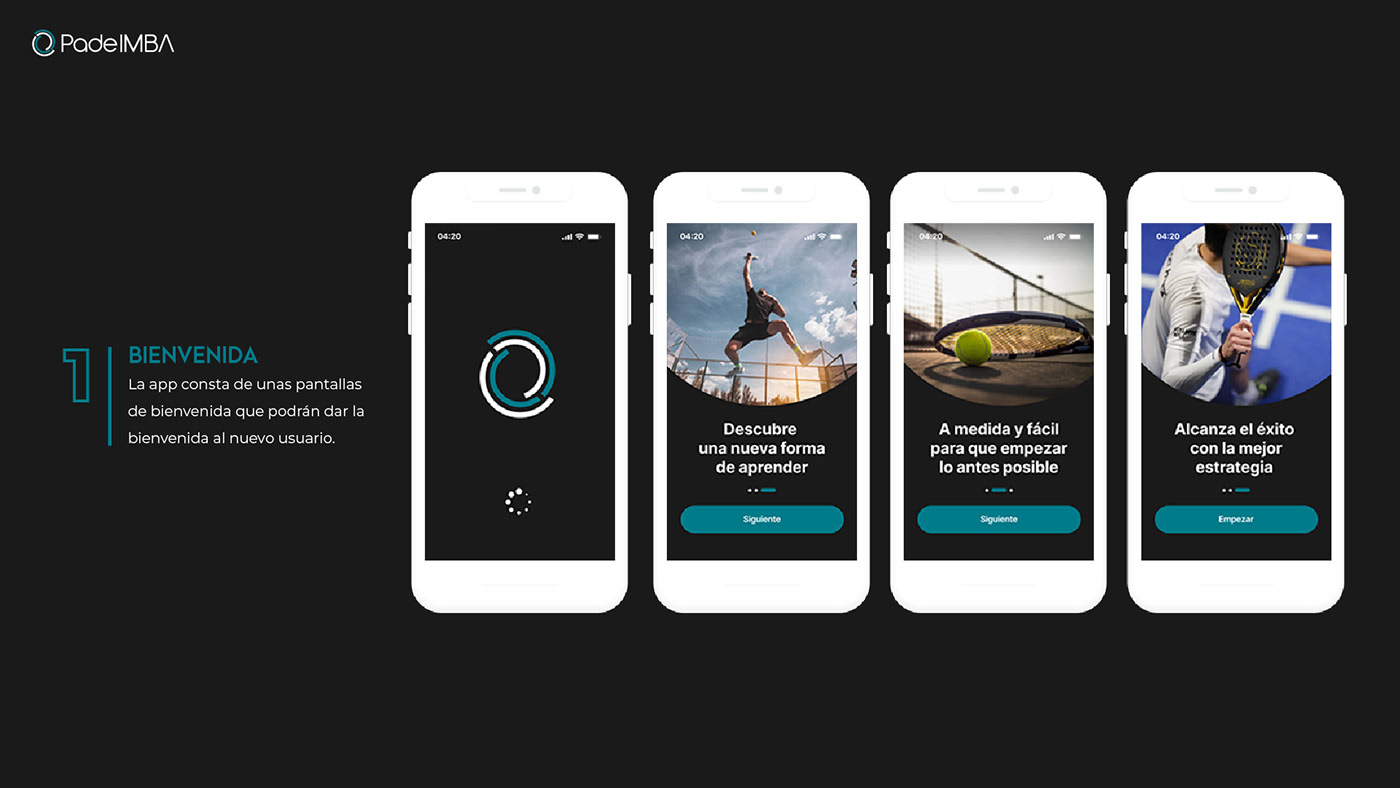 PadelMBA
1
BIENVENIDA
La app consta de unas pantallas
de bienvenida que podrán dar la
bienvenida al nuevo usuario.
04:20
04:20
Descubre
una nueva forma
de aprender
Siguiente
04:20
A medida y fácil
para que empezar
lo antes posible
Siguiente
04:20
S
Alcanza el éxito
con la mejor
estrategia
Empezar